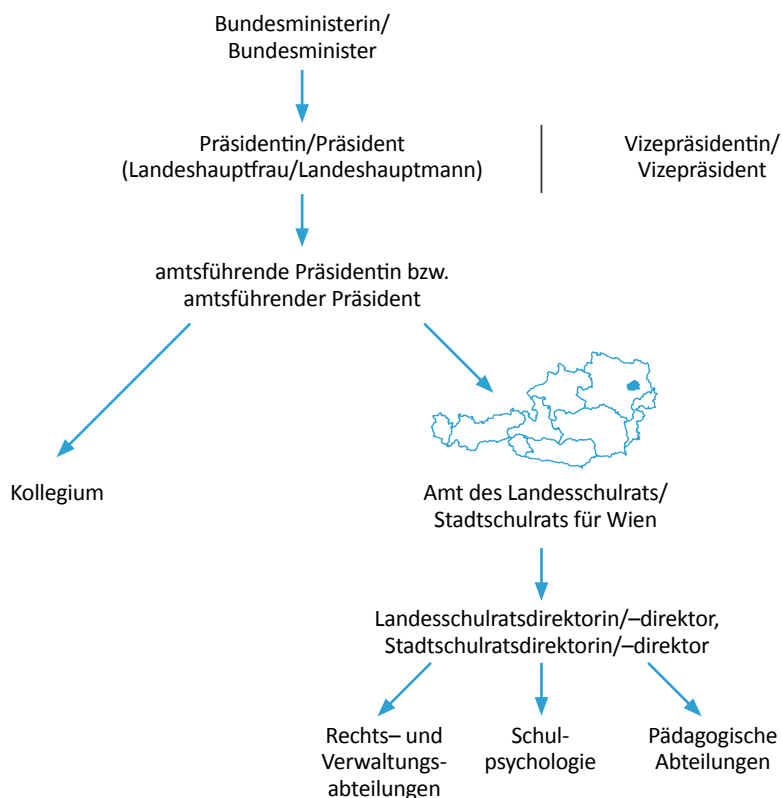 Bundesministerin/
Bundesminister
Präsidentin/Präsident
(Landeshauptfrau/Landeshauptmann)
Vizepräsidentin/
Vizepräsident
amtsführende Präsidentin bzw.
amtsführender Präsident
Kollegium
Amt des Landesschulrats/
Stadtschulrats für Wien
Landesschulratsdirektorin/–direktor,
Stadtschulratsdirektorin/–direktor
Rechts– und
Verwaltungs-
abteilungen
Schul-
psychologie
Pädagogische
Abteilungen